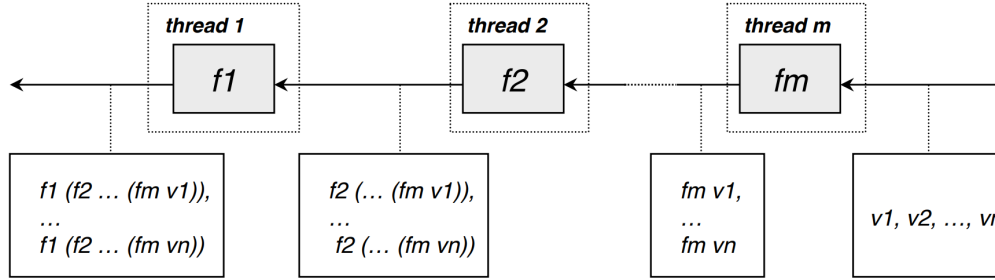 thread 1
thread 2
thread m
f1
f2
fm
f1 (f2 … (fm v1)),
…
f1 (f2 … (fm vn))
f2 (… (fm v1)),
…
f2 (… (fm vn))
fm v1,
…
fm vn
v1, v2, …,